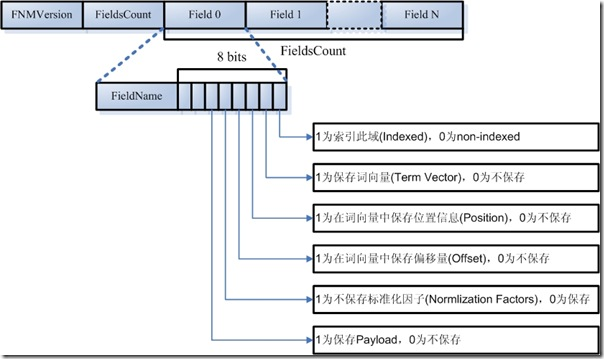 FNMVersion FieldsCount Field 0 Field 1 Field N
8 bits
FieldsCount
FieldName
1为索引此域(Indexed)，0为non-indexed
1为保存词向量(Term Vector)，0为不保存
1为在词向量中保存位置信息(Position)，0为不保存
1为在词向量中保存偏移量(Offset)，0为不保存
1为不保存标准化因子(Normlization Factors)，0为保存
1为保存Payload，0为不保存